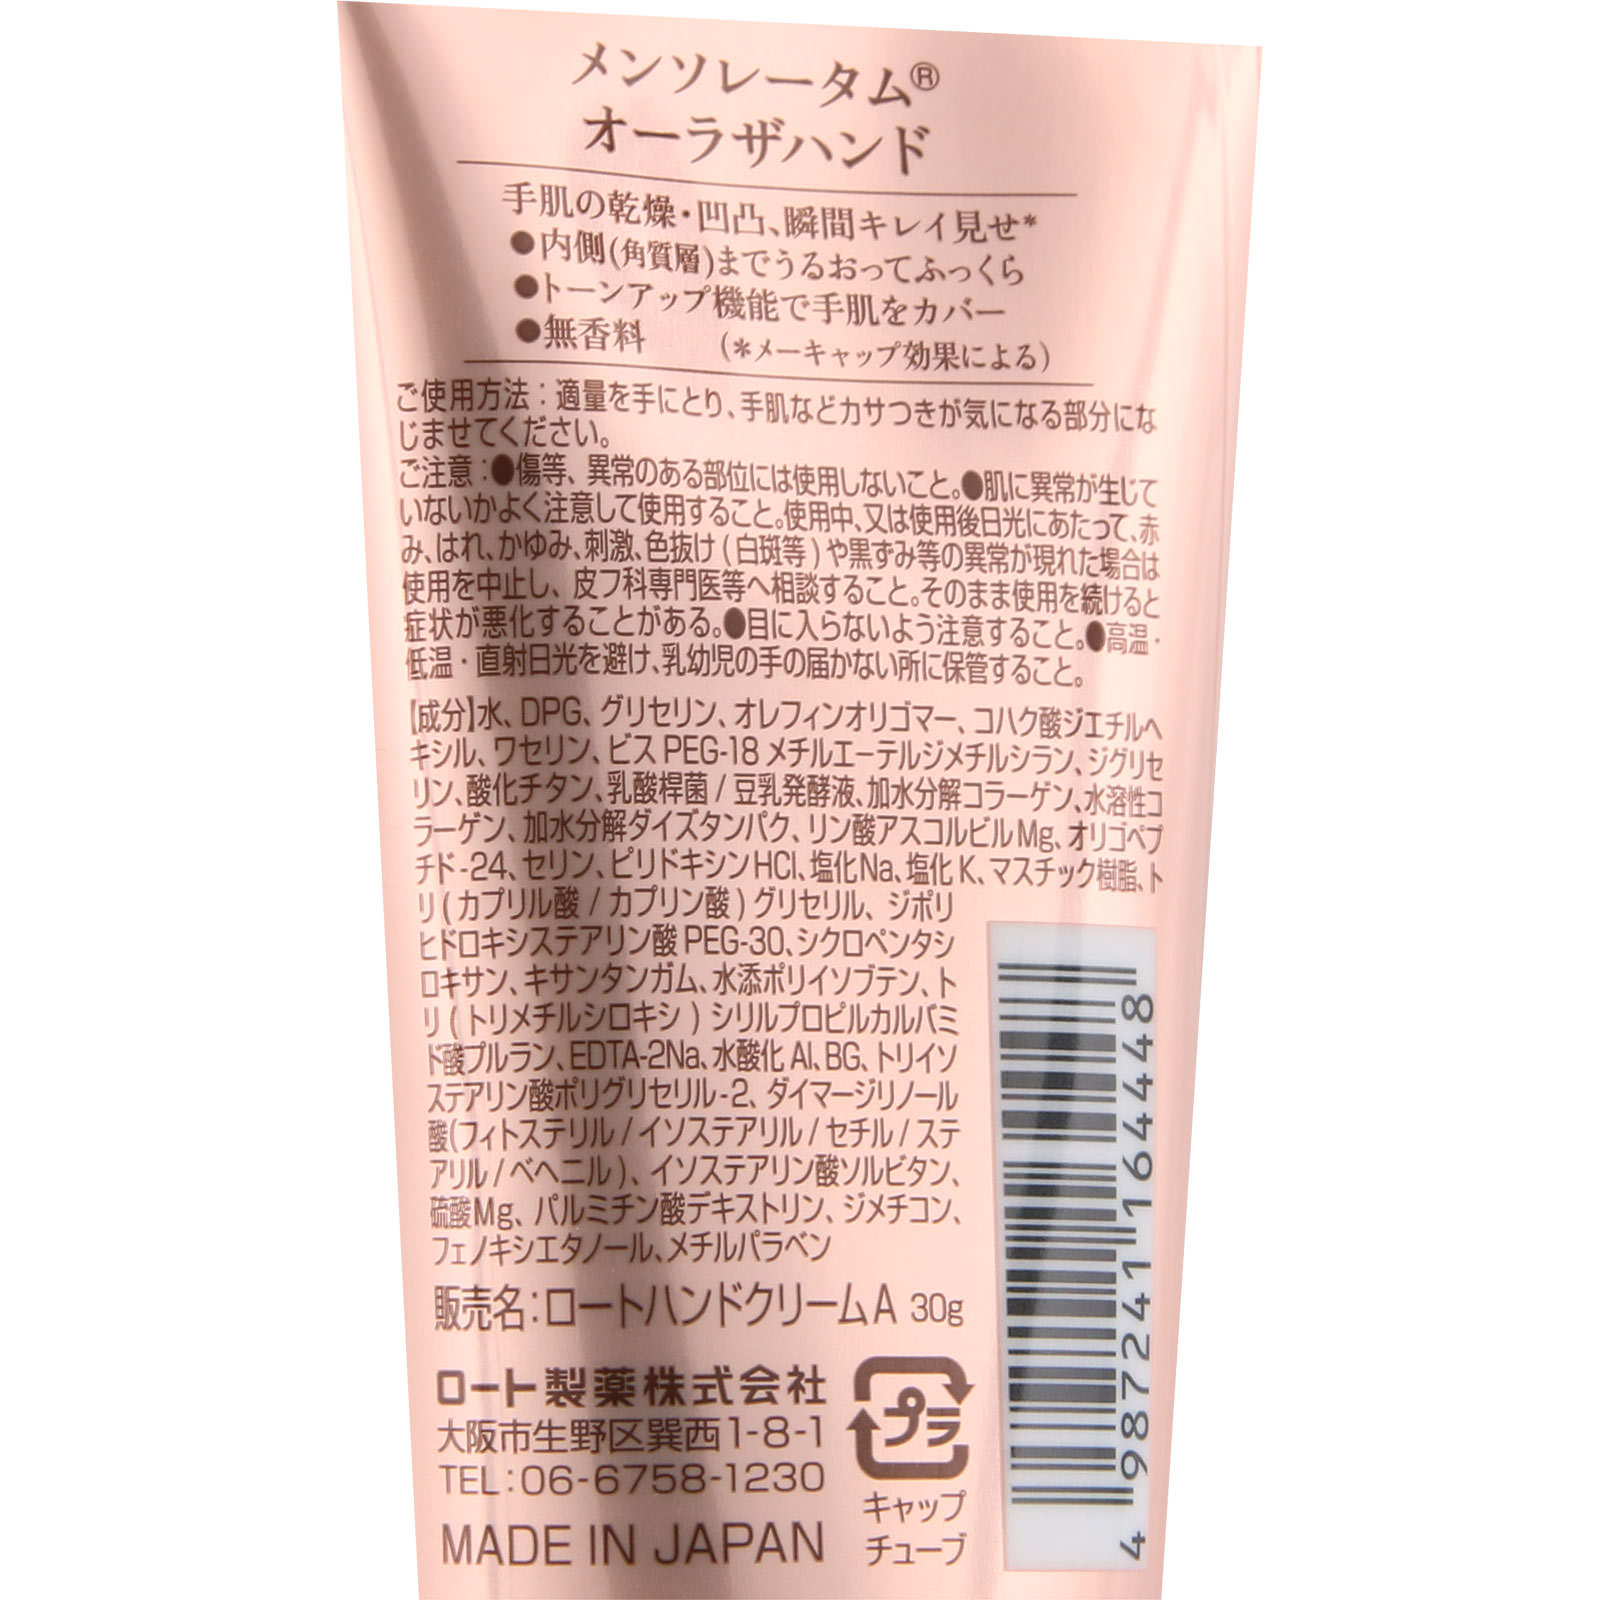 メンソレータム®
オーラザハンド
手肌の乾燥・凹凸、瞬間キレイ見せ*
●内側(角質層)までうるおってふっくら
●トーンアップ機能で手肌をカバー
●無香料 (*メーキャップ効果による)
ご使用方法:適量を手にとり、手肌などカサつきが気になる部分にな
じませてください。
ご注意:●傷等、異常のある部位には使用しないこと。●肌に異常が生じて
いないかよく注意して使用すること。使用中、又は使用後日光にあたって、赤
み、はれ、かゆみ、刺激、色抜け(白斑等)や黒ずみ等の異常が現れた場合は
使用を中止し、皮フ科専門医等へ相談すること。そのまま使用を続けると
症状が悪化することがある。●目に入らないよう注意すること。●高温・
低温・直射日光を避け、乳幼児の手の届かない所に保管すること。
【成分】水、DPG、グリセリン、オレフィンオリゴマー、コハク酸ジエチルヘ
キシル、ワセリン、ビスPEG-18メチルエーテルジメチルシラン、ジグリセ
リン、酸化チタン、乳酸桿菌/豆乳発酵液、加水分解コラーゲン、水溶性コ
ラーゲン、加水分解ダイズタンパク、リン酸アスコルビルMg、オリゴペプ
チド-24、セリン、ピリドキシンHCl、塩化Na、塩化K、マスチック樹脂、ト
リ(カプリル酸/カプリン酸)グリセリル、ジポリ
ヒドロキシステアリン酸PEG-30、シクロペンタシ
ロキサン、キサンタンガム、水添ポリイソブテン、ト
リ(トリメチルシロキシ)シリルプロピルカルバミ
ド酸プルラン、EDTA-2Na、水酸化Al、BG、トリイソ
ステアリン酸ポリグリセリル-2、ダイマージリノール
酸(フィトステリル/イソステアリル/セチル/ステ
アリル/ベヘニル)、イソステアリン酸ソルビタン、
硫酸Mg、パルミチン酸デキストリン、ジメチコン、
フェノキシエタノール、メチルパラベン
販売名:ロートハンドクリームA 30g
ロート製薬株式会社
大阪市生野区巽西1-8-1
TEL:06-6758-1230
MADE IN JAPAN
プラ
キャップ
チューブ
4 987241 164448